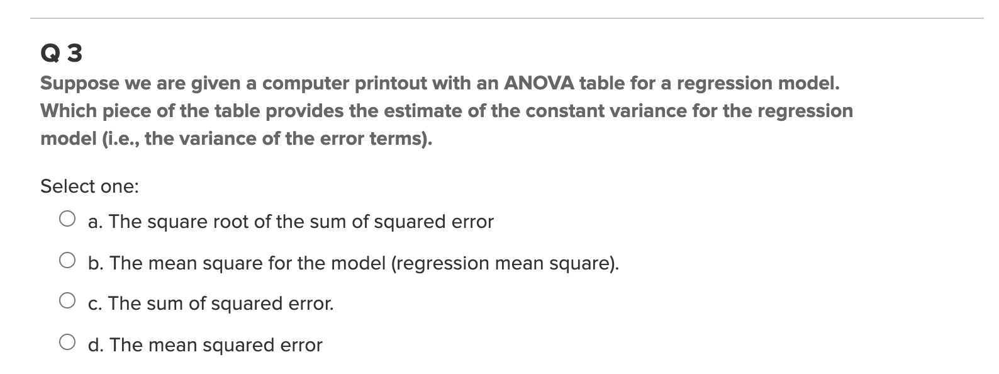 Q 3
Suppose we are given a computer printout with an ANOVA table for a regression model.
Which piece of the table provides the estimate of the constant variance for the regression
model (i.e., the variance of the error terms).
Select one:
a. The square root of the sum of squared error
b. The mean square for the model (regression mean square).
c. The sum of squared error.
d. The mean squared error